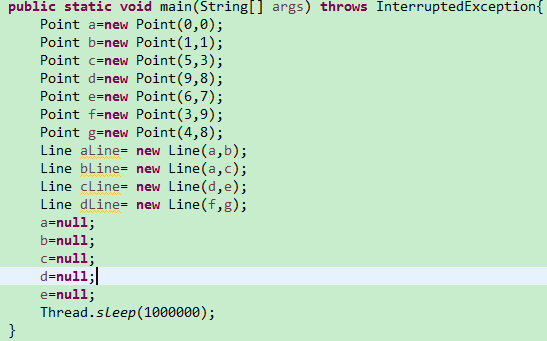 public static void main(String[] args) throws InterruptedException{
Point a=new Point(0,0);
Point b=new Point(1,1);
Point c=new Point(5,3);
Point d=new Point(9,8);
Point e=new Point(6,7);
Point f=new Point(3,9);
Point g=new Point(4,8);
Line aLine= new Line(a,b);
Line bLine= new Line(a,c);
Line cLine= new Line(d,e);
Line dLine= new Line(f,g);
a=null;
b=null;
c=null;
d=null;
e=null;
Thread.sleep(1000000);
}